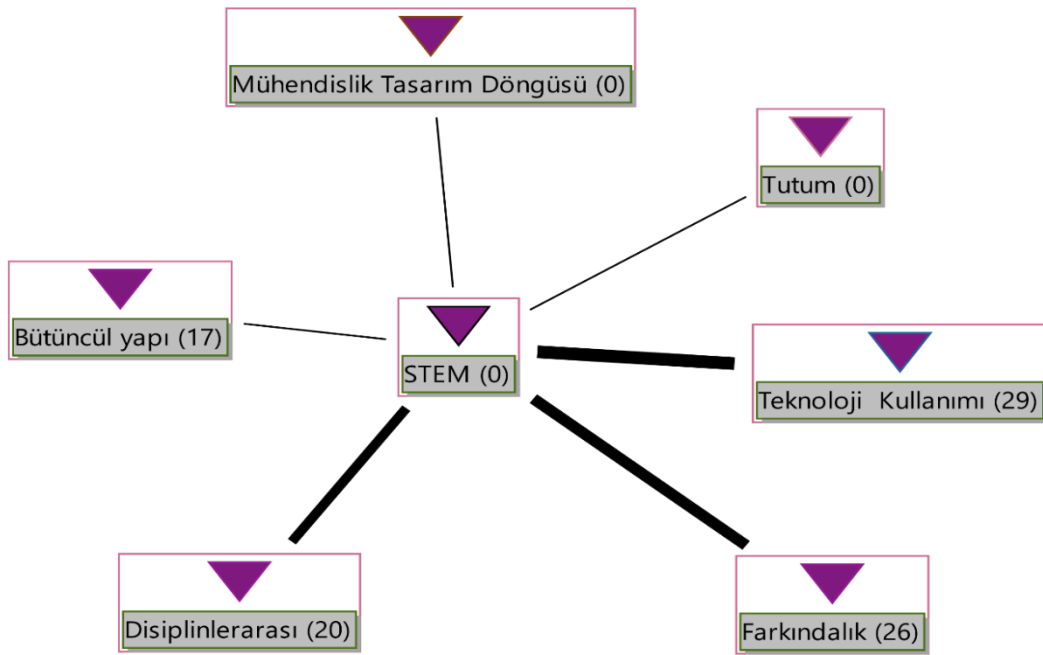 Mühendislik Tasarım Döngüsü (0)
Tutum (0)
Bütüncül yapı (17)
STEM (0)
Teknoloji Kullanımı (29)
Disiplinlerarası (20)
Farkındalık (26)